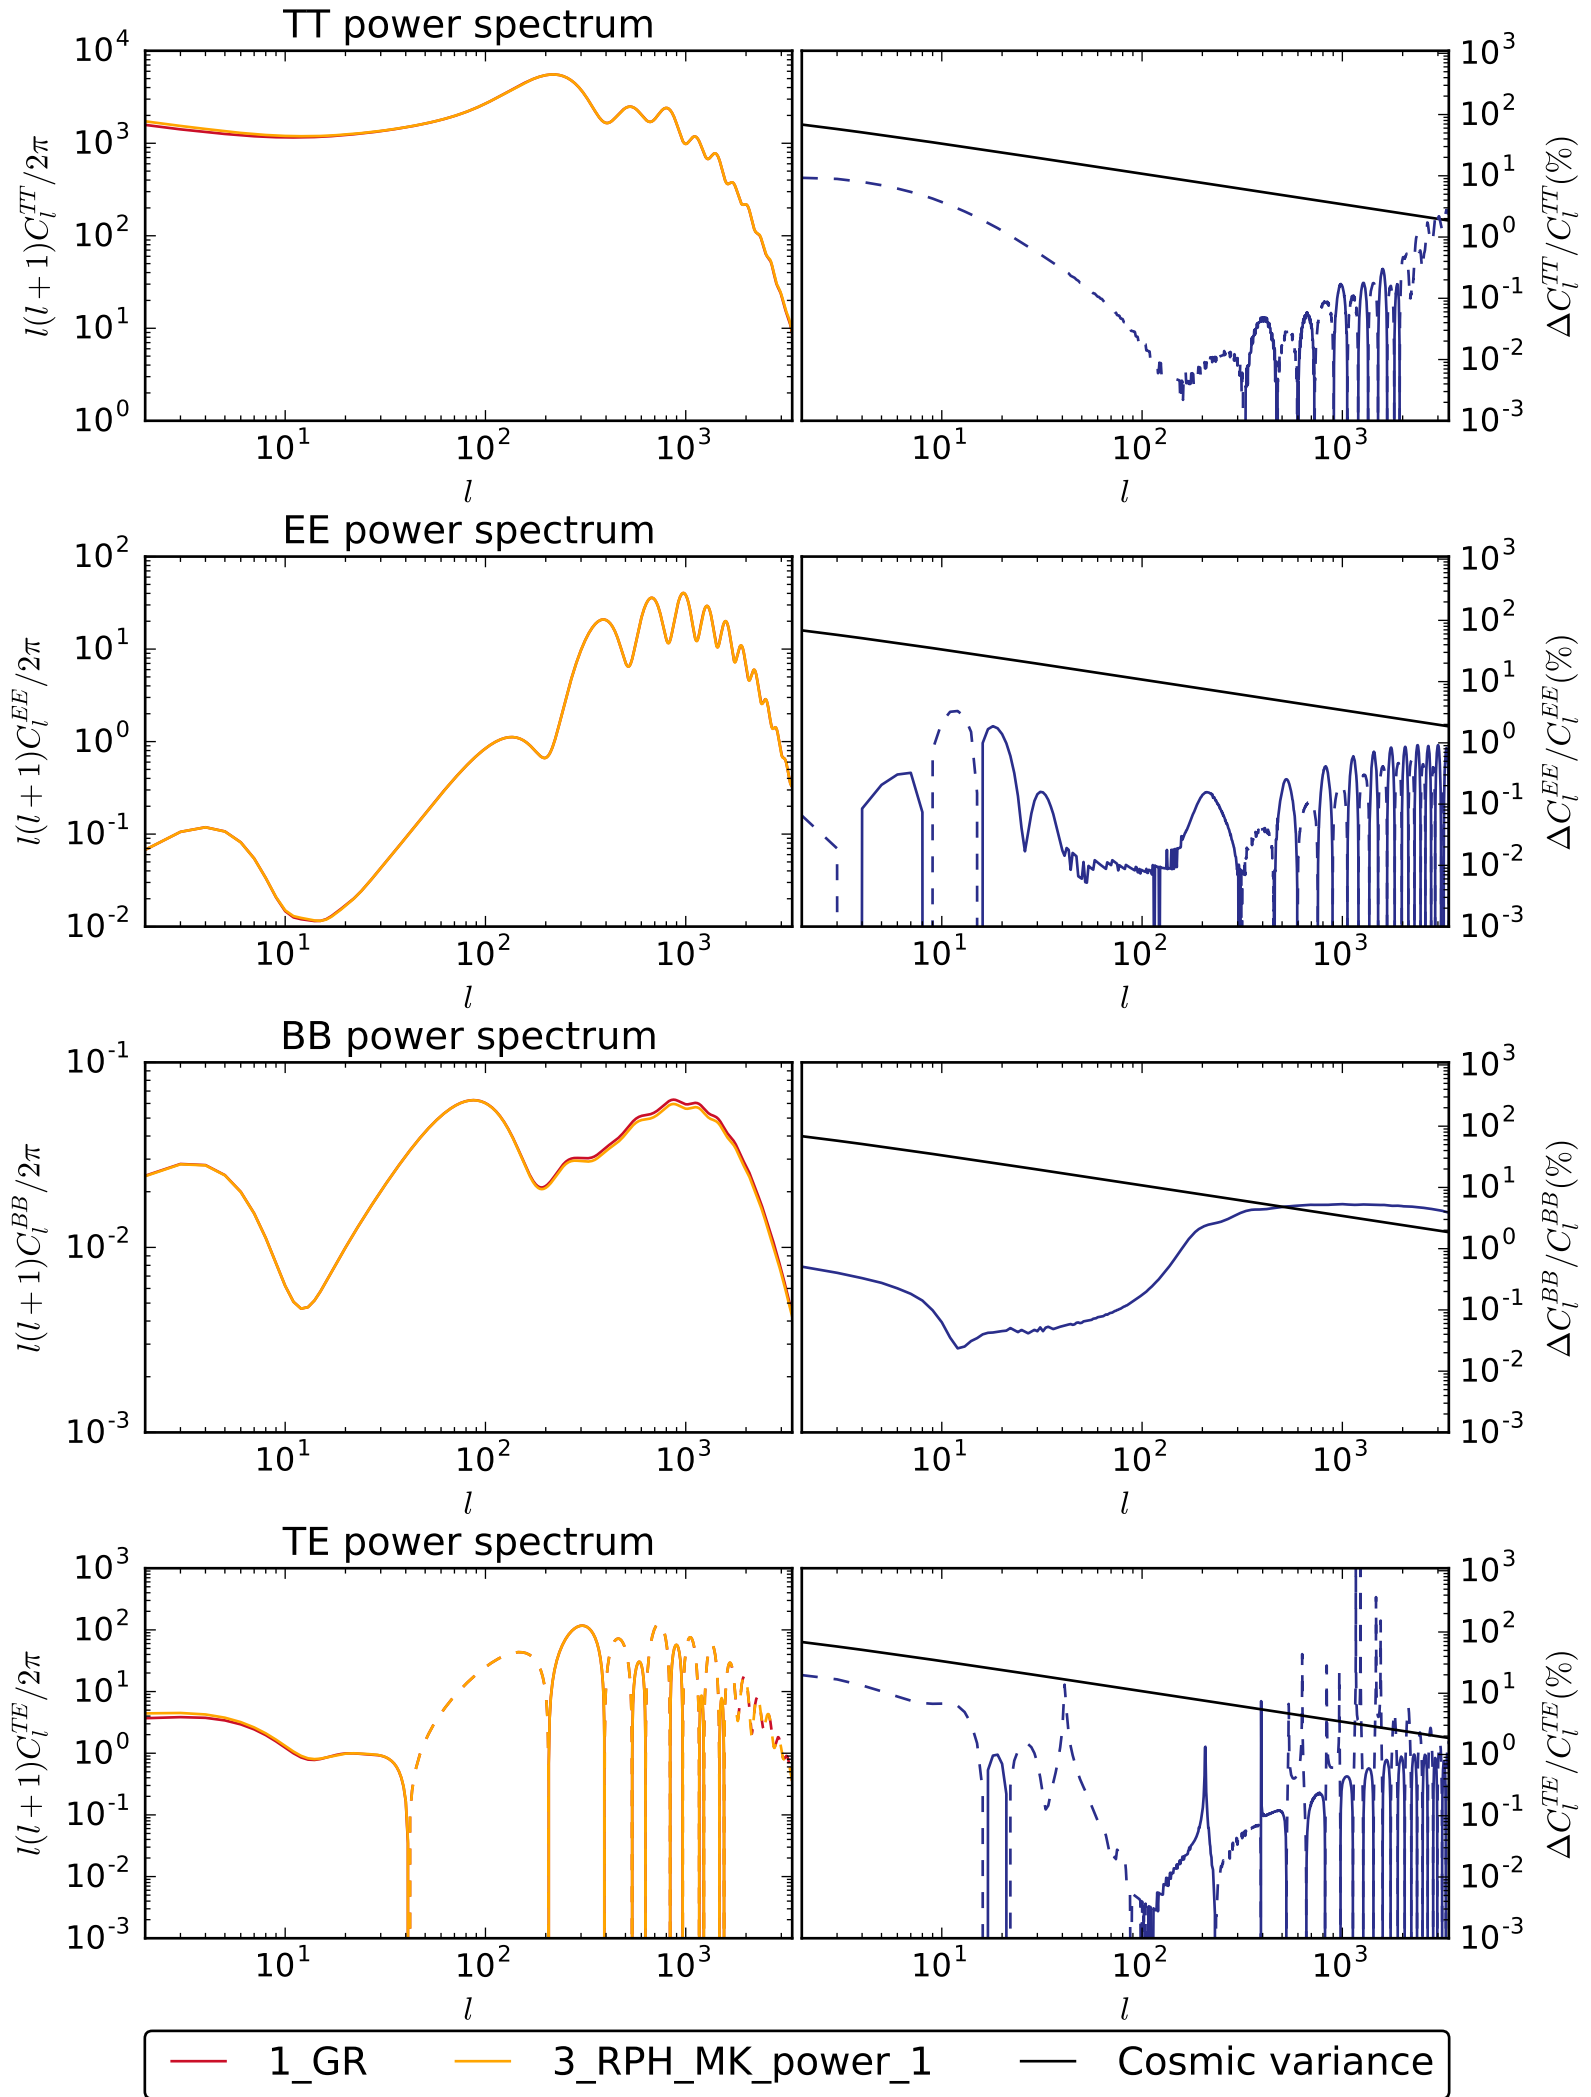 TT power spectrum
10^4
10^3
10^2
10^1
10^0
l(l+1)C_l^{TT}/2π
10^1 10^2 10^3
l
10^3
10^2
10^1
10^0
10^-1
10^-2
10^-3
ΔC_l^{TT}/C_l^{TT}(%)
10^1 10^2 10^3
l
EE power spectrum
10^2
10^1
10^0
10^-1
10^-2
l(l+1)C_l^{EE}/2π
10^1 10^2 10^3
l
10^3
10^2
10^1
10^0
10^-1
10^-2
10^-3
ΔC_l^{EE}/C_l^{EE}(%)
10^1 10^2 10^3
l
BB power spectrum
10^-1
10^-2
10^-3
l(l+1)C_l^{BB}/2π
10^1 10^2 10^3
l
10^3
10^2
10^1
10^0
10^-1
10^-2
10^-3
ΔC_l^{BB}/C_l^{BB}(%)
10^1 10^2 10^3
l
TE power spectrum
10^3
10^2
10^1
10^0
10^-1
10^-2
10^-3
l(l+1)C_l^{TE}/2π
10^1 10^2 10^3
l
10^3
10^2
10^1
10^0
10^-1
10^-2
10^-3
ΔC_l^{TE}/C_l^{TE}(%)
10^1 10^2 10^3
l
1_GR 3_RPH_MK_power_1 Cosmic variance